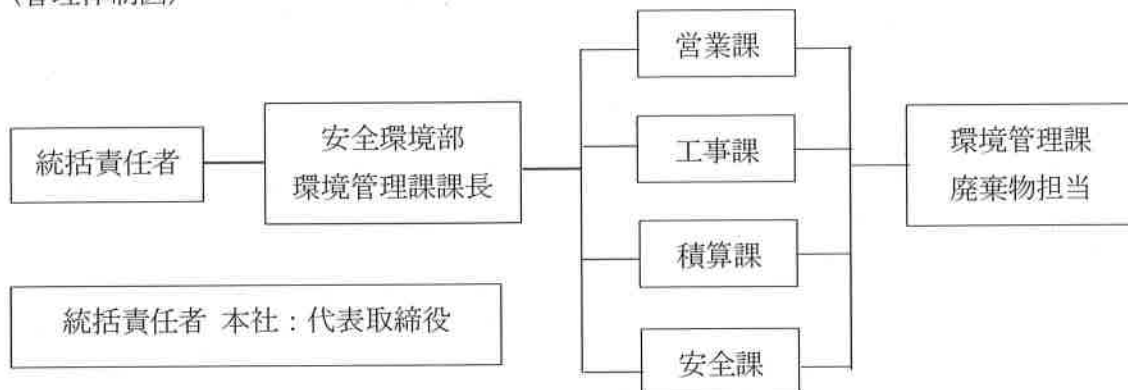 統括責任者
安全環境部
環境管理課課長
営業課
工事課
積算課
安全課
環境管理課
廃棄物担当
統括責任者 本社：代表取締役